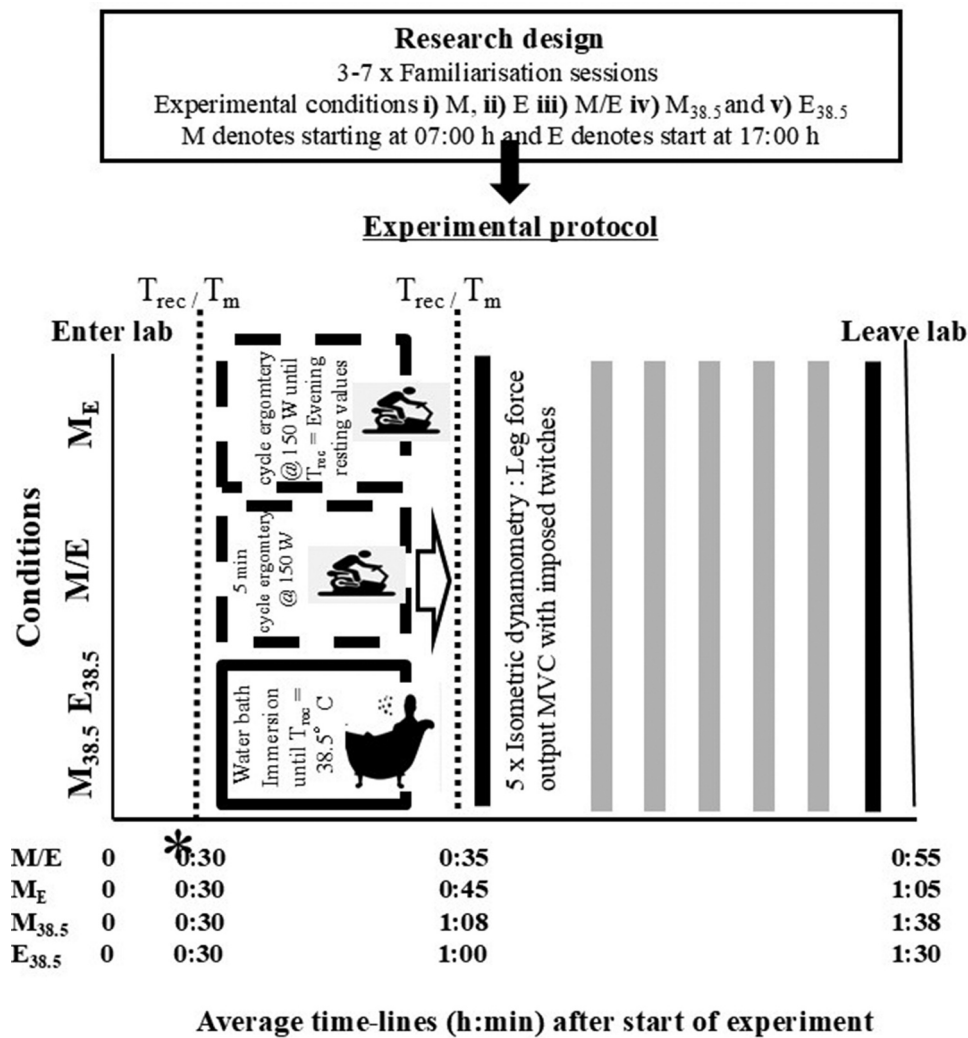 Research design
3-7 x Familiarisation sessions
Experimental conditions i) M, ii) E iii) M/E iv) M38.5 and v) E38.5
M denotes starting at 07:00 h and E denotes start at 17:00 h
Experimental protocol
Trec / Tm
Trec / Tm
Enter lab
Leave lab
Conditions
ME
M/E
M38.5 E38.5
cycle ergomtery
@ 150 W until
Trec = Evening
resting values
5 min
cycle ergomtery
@ 150 W
Water bath
Immersion
until Trec =
38.5° C
5 x Isometric dynamometry : Leg force
output MVC with imposed twitches
*
M/E 0 0:30 0:35 0:55
ME 0 0:30 0:45 1:05
M38.5 0 0:30 1:08 1:38
E38.5 0 0:30 1:00 1:30
Average time-lines (h:min) after start of experiment